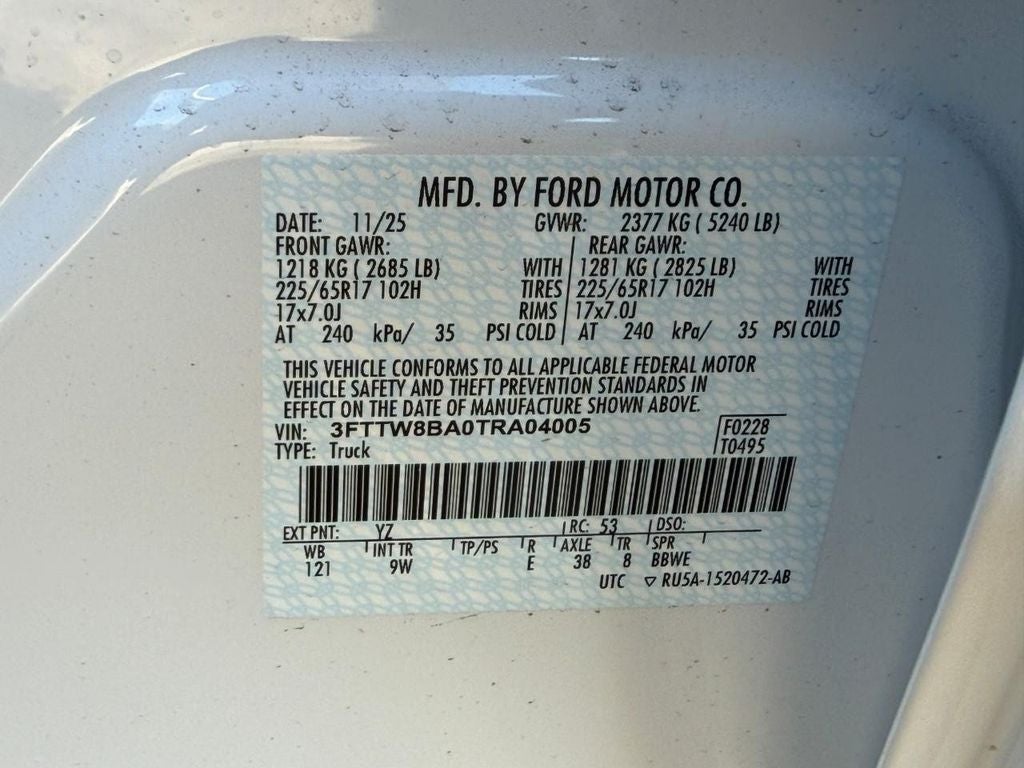 MFD. BY FORD MOTOR CO.
DATE: 11/25 GVWR: 2377 KG ( 5240 LB)
FRONT GAWR: REAR GAWR:
1218 KG ( 2685 LB) WITH 1281 KG ( 2825 LB) WITH
225/65R17 102H TIRES 225/65R17 102H TIRES
17x7.0J RIMS 17x7.0J RIMS
AT 240 kPa/ 35 PSI COLD AT 240 kPa/ 35 PSI COLD
THIS VEHICLE CONFORMS TO ALL APPLICABLE FEDERAL MOTOR
VEHICLE SAFETY AND THEFT PREVENTION STANDARDS IN
EFFECT ON THE DATE OF MANUFACTURE SHOWN ABOVE.
VIN: 3FTTW8BA0TRA04005 F0228
TYPE: Truck T0495
EXT PNT: YZ RC: 53 DSO:
WB INT TR TP/PS R AXLE TR SPR
121 9W E 38 8 BBWE
UTC ▽ RU5A-1520472-AB